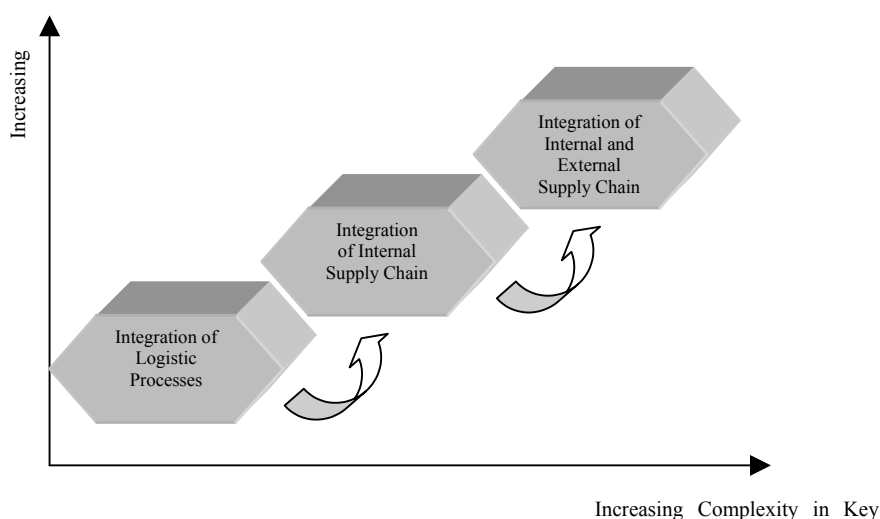 Increasing
Integration of
Internal and
External
Supply Chain
Integration
of Internal
Supply Chain
Integration of
Logistic
Processes
Increasing Complexity in Key